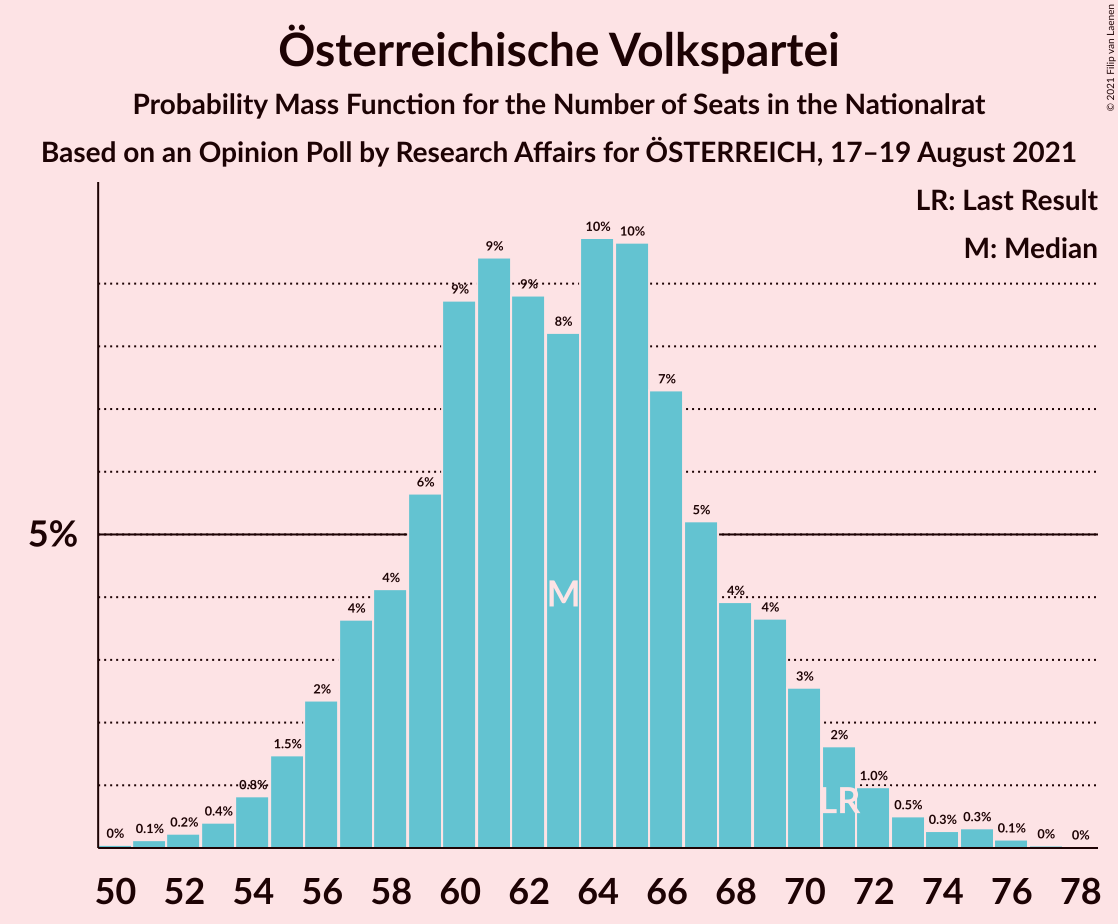 Österreichische Volkspartei
Probability Mass Function for the Number of Seats in the Nationalrat
Based on an Opinion Poll by Research Affairs for ÖSTERREICH, 17–19 August 2021
© 2021 Filip van Laenen
LR: Last Result
M: Median
5%
0% 0.1% 0.2% 0.4% 0.8% 1.5% 2% 4% 4% 6% 9% 9% 9% 8% 10% 10% 7% 5% 4% 4% 3% 2% 1.0% 0.5% 0.3% 0.3% 0.1% 0% 0%
M
LR
50 52 54 56 58 60 62 64 66 68 70 72 74 76 78